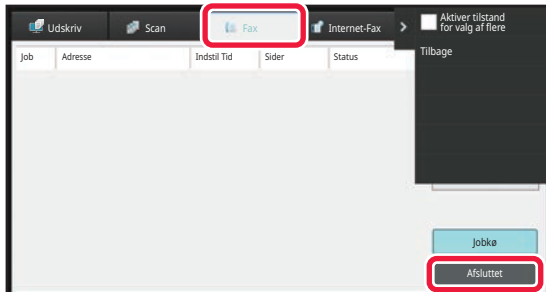 Udskriv Scan Fax Internet-Fax
Aktiver tilstand
for valg af flere
Tilbage
Job Adresse Indstil Tid Sider Status
Jobkø
Afsluttet